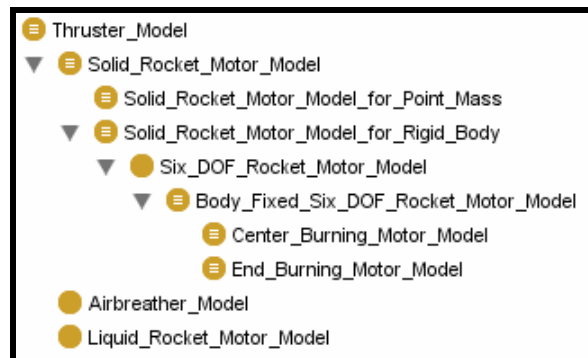 Thruster_Model
Solid_Rocket_Motor_Model
Solid_Rocket_Motor_Model_for_Point_Mass
Solid_Rocket_Motor_Model_for_Rigid_Body
Six_DOF_Rocket_Motor_Model
Body_Fixed_Six_DOF_Rocket_Motor_Model
Center_Burning_Motor_Model
End_Burning_Motor_Model
Airbreather_Model
Liquid_Rocket_Motor_Model